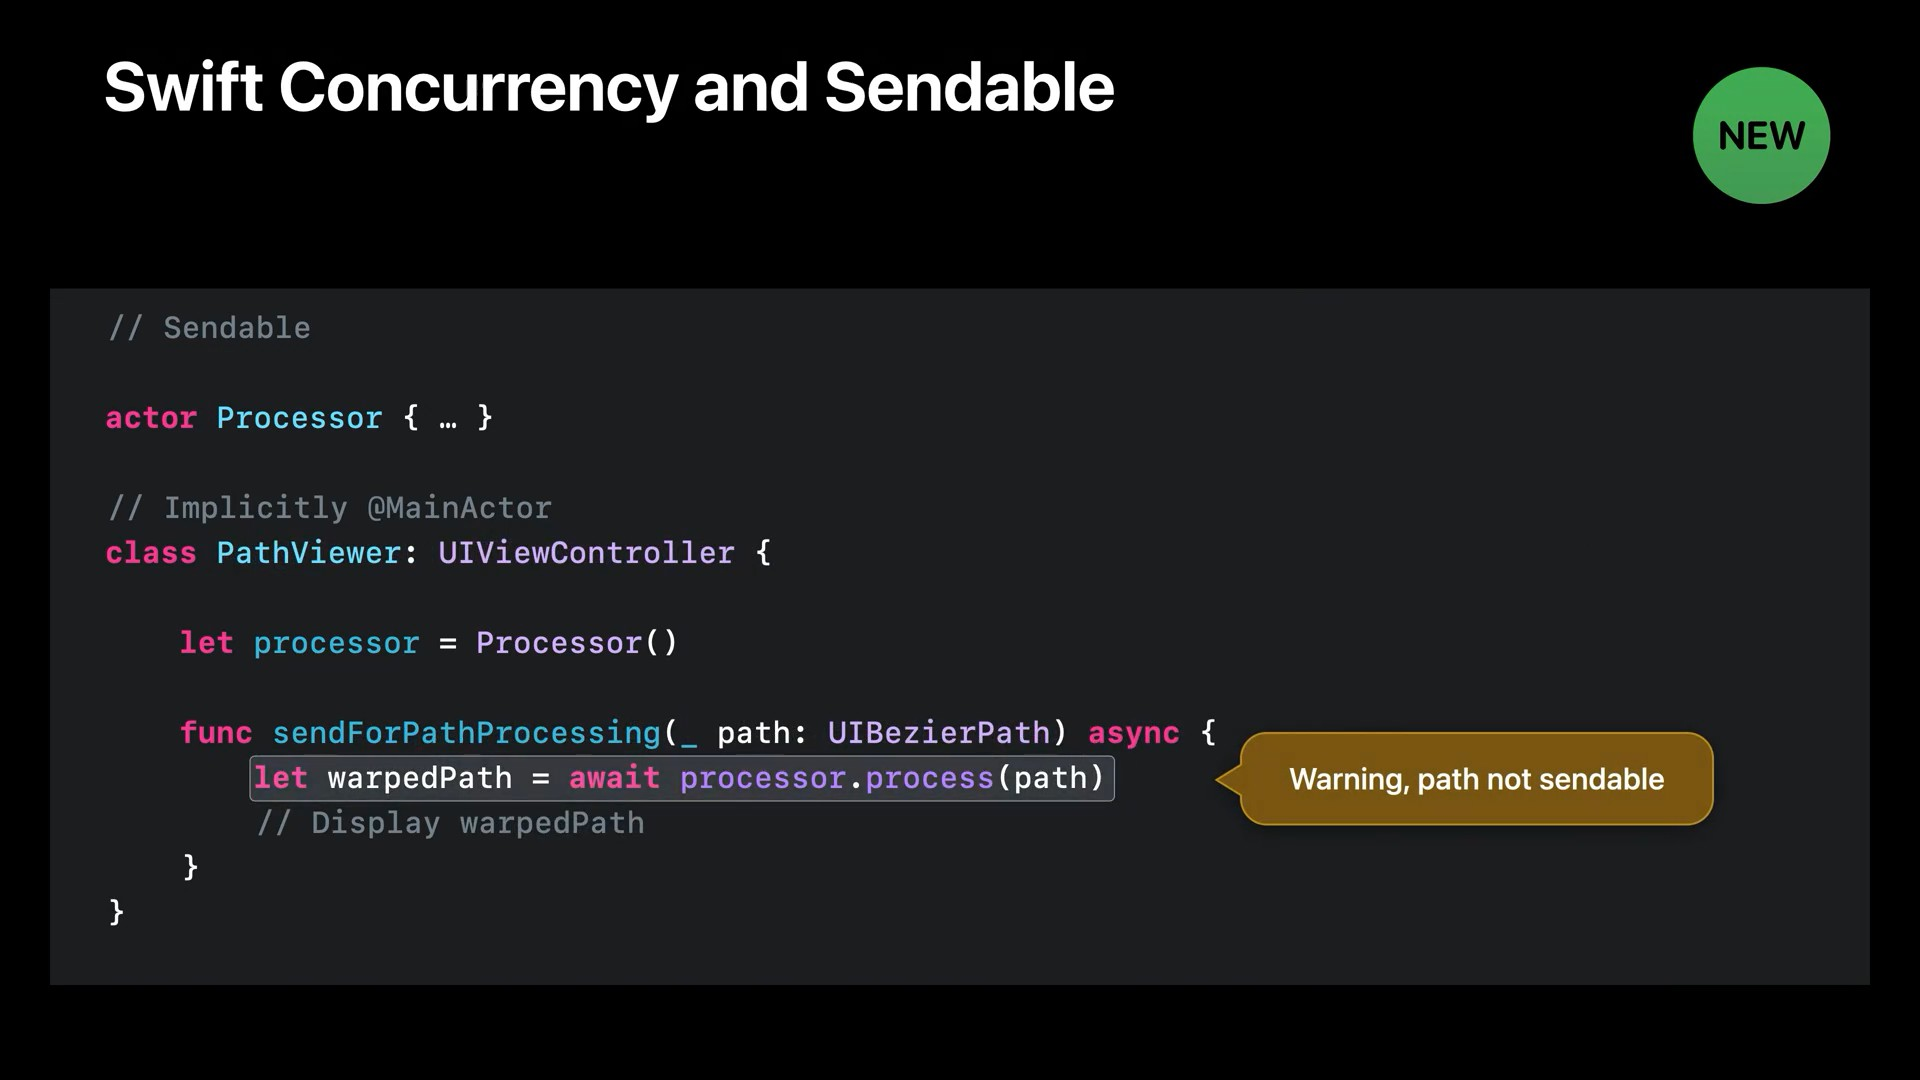 Swift Concurrency and Sendable
NEW
// Sendable
actor Processor { … }
// Implicitly @MainActor
class PathViewer: UIViewController {
let processor = Processor()
func sendForPathProcessing(_ path: UIBezierPath) async {
let warpedPath = await processor.process(path)
Warning, path not sendable
// Display warpedPath
}
}